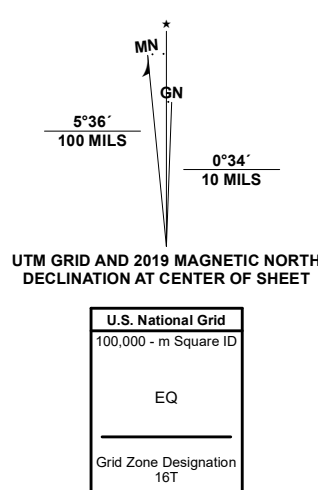 ★
MN
GN
5°36´
100 MILS
0°34´
10 MILS
UTM GRID AND 2019 MAGNETIC NORTH
DECLINATION AT CENTER OF SHEET
U.S. National Grid
100,000 - m Square ID
EQ
Grid Zone Designation
16T